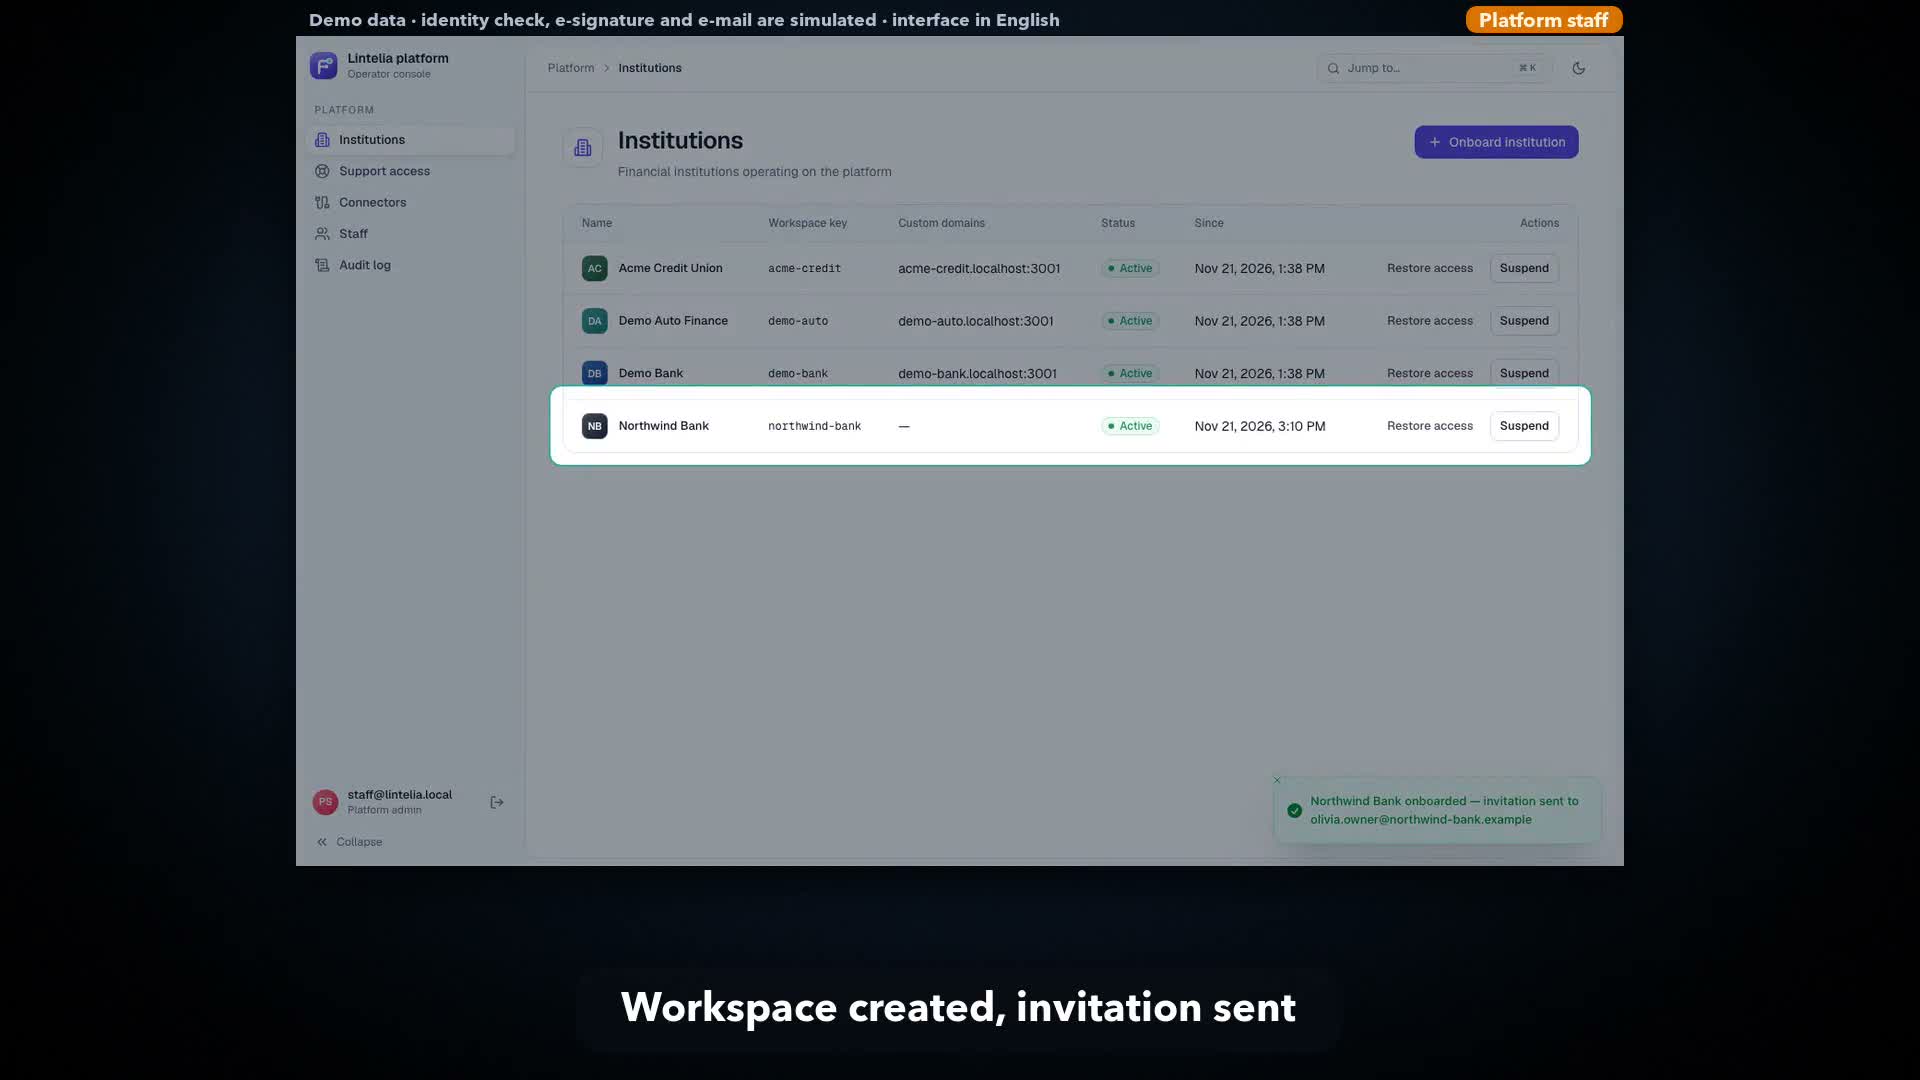 Demo data · identity check, e-signature and e-mail are simulated · interface in English
Platform staff
Lintelia platform
Operator console
PLATFORM
Institutions
Support access
Connectors
Staff
Audit log
Platform > Institutions
Jump to...
⌘ K
Institutions
Financial institutions operating on the platform
+ Onboard institution
Name Workspace key Custom domains Status Since Actions
AC Acme Credit Union acme-credit acme-credit.localhost:3001 Active Nov 21, 2026, 1:38 PM Restore access Suspend
DA Demo Auto Finance demo-auto demo-auto.localhost:3001 Active Nov 21, 2026, 1:38 PM Restore access Suspend
DB Demo Bank demo-bank demo-bank.localhost:3001 Active Nov 21, 2026, 1:38 PM Restore access Suspend
NB Northwind Bank northwind-bank — Active Nov 21, 2026, 3:10 PM Restore access Suspend
Northwind Bank onboarded — invitation sent to
olivia.owner@northwind-bank.example
PS
staff@lintelia.local
Platform admin
Collapse
Workspace created, invitation sent